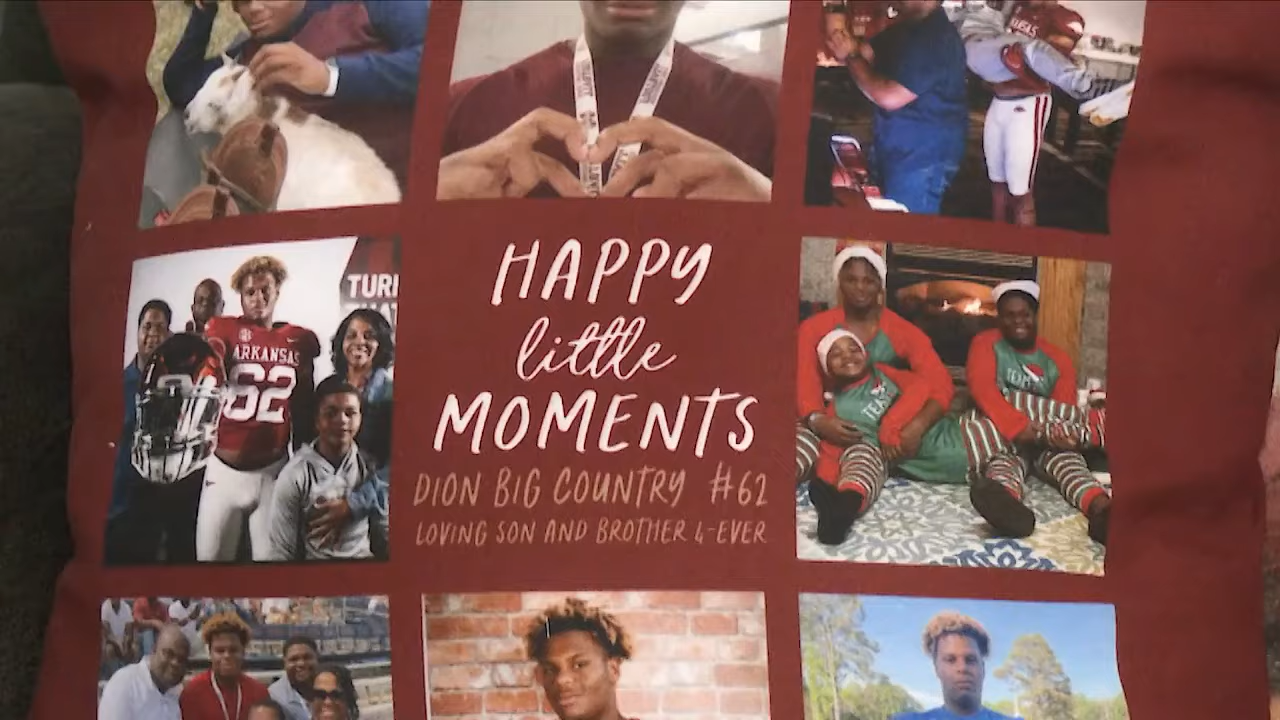 HAPPY
little
MOMENTS
DION BIG COUNTRY #62
LOVING SON AND BROTHER 4-EVER
ARKANSAS
62